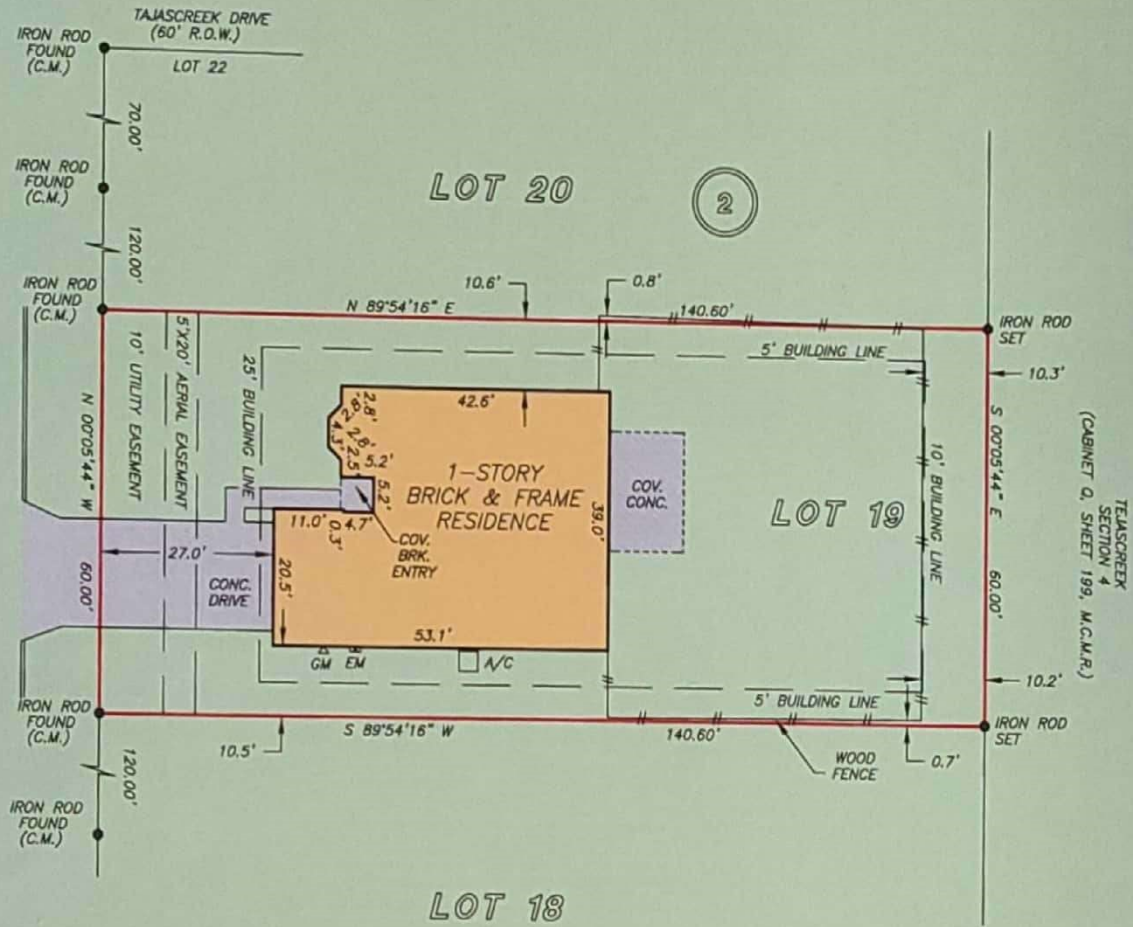 TAJASCREEK DRIVE
(60' R.O.W.)
IRON ROD
FOUND
(C.M.)
LOT 22
70.00'
IRON ROD
FOUND
(C.M.)
LOT 20
2
120.00'
IRON ROD
FOUND
(C.M.)
10.6'
0.8'
N 89°54'16" E
140.60'
IRON ROD
SET
5' BUILDING LINE
10.3'
N 00°05'44" W
60.00'
10' UTILITY EASEMENT
5'X20' AERIAL EASEMENT
25' BUILDING LINE
42.6'
2.8'
2.8'
4.3'
2.8'
2.5'
5.2'
5.2'
1-STORY
BRICK & FRAME
RESIDENCE
39.0'
COV.
CONC.
LOT 19
10' BUILDING LINE
S 00°05'44" E
60.00'
TEJASCREEK
SECTION 4
(CABINET Q, SHEET 199, M.C.M.R.)
11.0'
0.3'
4.7'
COV.
BRK.
ENTRY
27.0'
CONC.
DRIVE
20.5'
53.1'
GM
EM
A/C
10.2'
5' BUILDING LINE
IRON ROD
FOUND
(C.M.)
S 89°54'16" W
10.5'
140.60'
WOOD
FENCE
0.7'
IRON ROD
SET
120.00'
IRON ROD
FOUND
(C.M.)
LOT 18